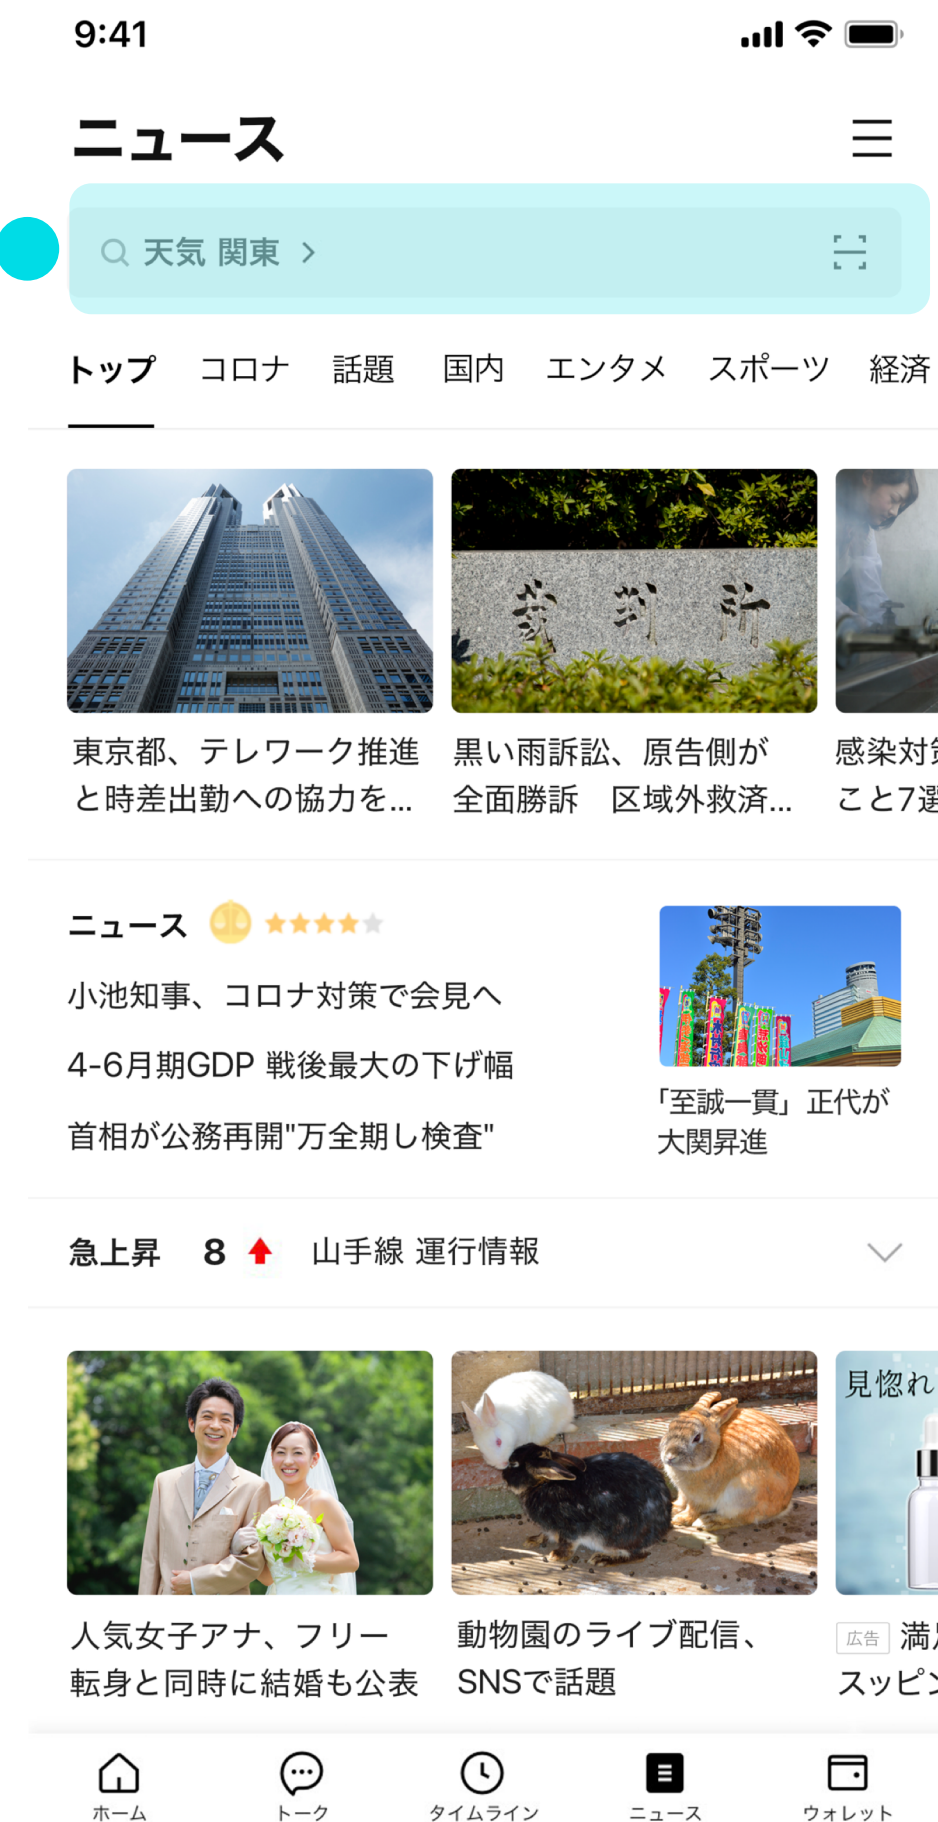 9:41
ニュース
天気 関東 >
トップ コロナ 話題 国内 エンタメ スポーツ 経済
裁判所
東京都、テレワーク推進
と時差出勤への協力を...
黒い雨訴訟、原告側が
全面勝訴　区域外救済...
感染対
こと7選
ニュース
小池知事、コロナ対策で会見へ
4-6月期GDP 戦後最大の下げ幅
首相が公務再開"万全期し検査"
「至誠一貫」正代が
大関昇進
急上昇 8 山手線 運行情報
見惚れ
人気女子アナ、フリー
転身と同時に結婚も公表
動物園のライブ配信、
SNSで話題
広告 満
スッピン
ホーム トーク タイムライン ニュース ウォレット